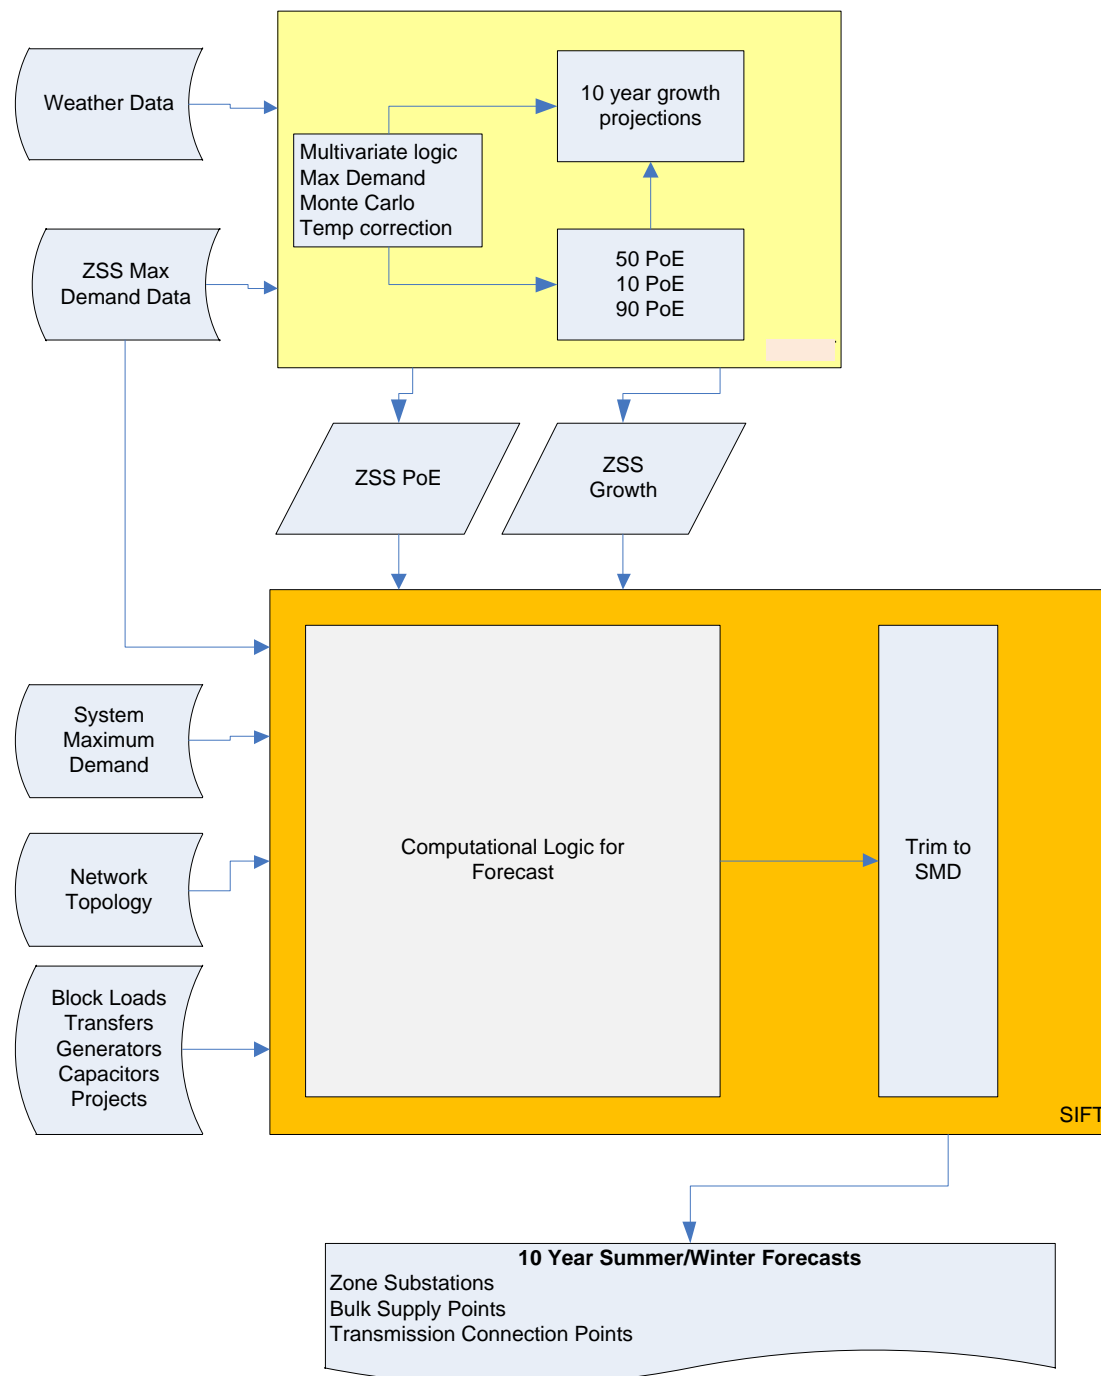 Weather Data
10 year growth
projections
Multivariate logic
Max Demand
Monte Carlo
Temp correction
ZSS Max
Demand Data
50 PoE
10 PoE
90 PoE
ZSS PoE
ZSS
Growth
System
Maximum
Demand
Network
Topology
Block Loads
Transfers
Generators
Capacitors
Projects
Computational Logic for
Forecast
Trim to
SMD
SIFT
10 Year Summer/Winter Forecasts
Zone Substations
Bulk Supply Points
Transmission Connection Points